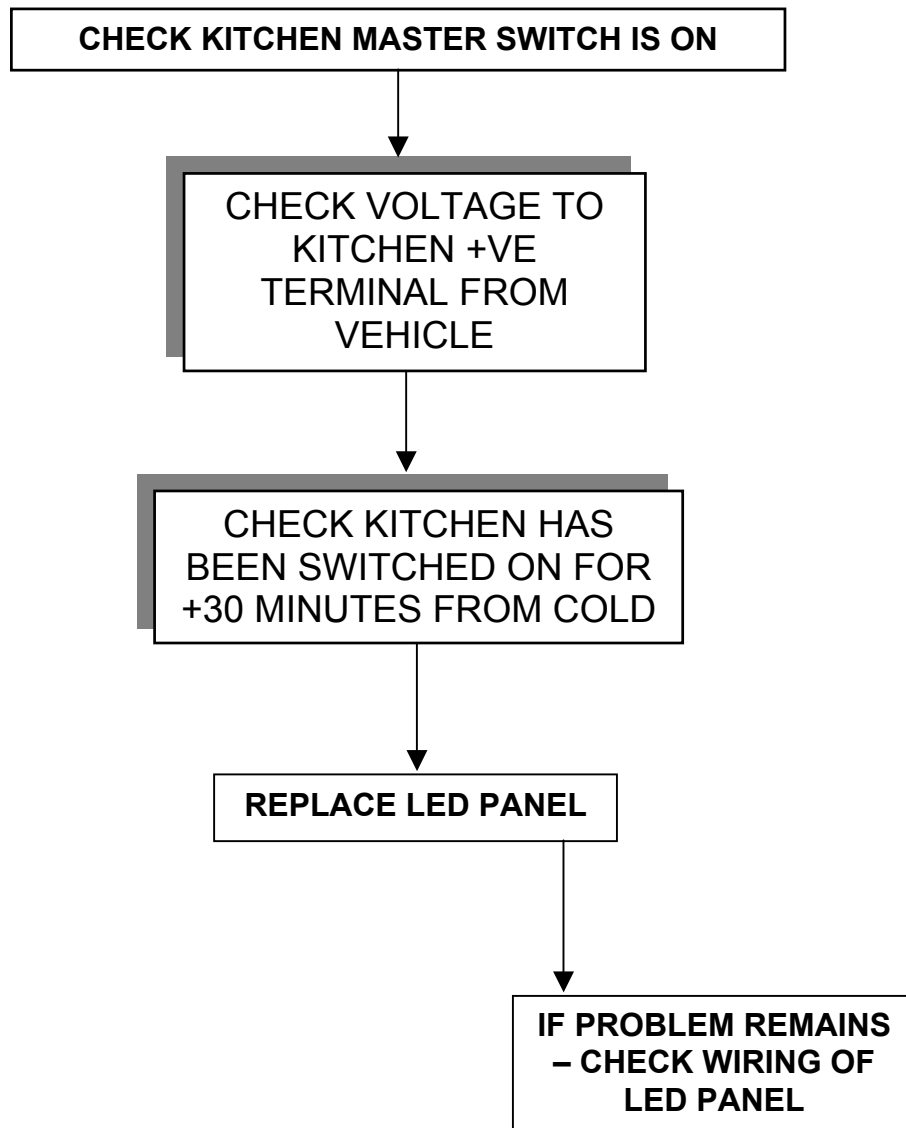 CHECK KITCHEN MASTER SWITCH IS ON
CHECK VOLTAGE TO
KITCHEN +VE
TERMINAL FROM
VEHICLE
CHECK KITCHEN HAS
BEEN SWITCHED ON FOR
+30 MINUTES FROM COLD
REPLACE LED PANEL
IF PROBLEM REMAINS
– CHECK WIRING OF
LED PANEL